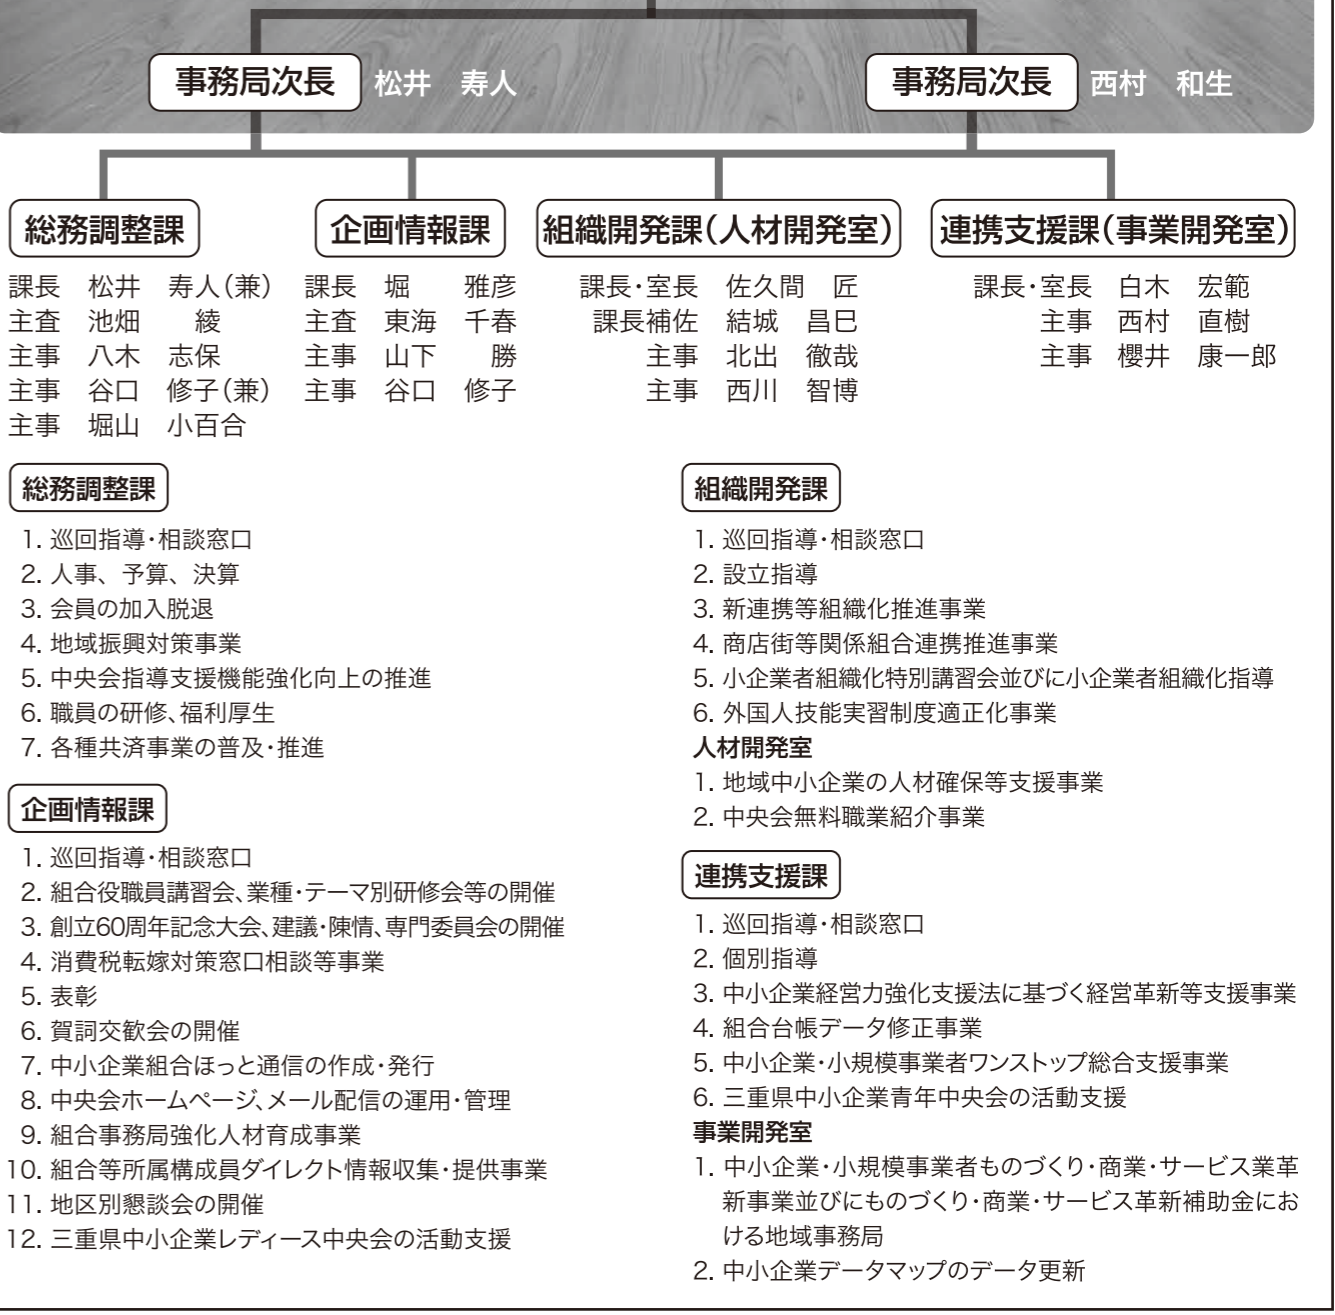 事務局次長 松井 寿人
事務局次長 西村 和生
総務調整課
課長 松井 寿人(兼)
主査 池畑 綾
主事 八木 志保
主事 谷口 修子(兼)
主事 堀山 小百合
企画情報課
課長 堀 雅彦
主査 東海 千春
主事 山下 勝
主事 谷口 修子
組織開発課(人材開発室)
課長・室長 佐久間 匠
課長補佐 結城 昌巳
主事 北出 徹哉
主事 西川 智博
連携支援課(事業開発室)
課長・室長 白木 宏範
主事 西村 直樹
主事 櫻井 康一郎
総務調整課
1. 巡回指導・相談窓口
2. 人事、予算、決算
3. 会員の加入脱退
4. 地域振興対策事業
5. 中央会指導支援機能強化向上の推進
6. 職員の研修、福利厚生
7. 各種共済事業の普及・推進
企画情報課
1. 巡回指導・相談窓口
2. 組合役職員講習会、業種・テーマ別研修会等の開催
3. 創立60周年記念大会、建議・陳情、専門委員会の開催
4. 消費税転嫁対策窓口相談等事業
5. 表彰
6. 賀詞交歓会の開催
7. 中小企業組合ほっと通信の作成・発行
8. 中央会ホームページ、メール配信の運用・管理
9. 組合事務局強化人材育成事業
10. 組合等所属構成員ダイレクト情報収集・提供事業
11. 地区別懇談会の開催
12. 三重県中小企業レディース中央会の活動支援
組織開発課
1. 巡回指導・相談窓口
2. 設立指導
3. 新連携等組織化推進事業
4. 商店街等関係組合連携推進事業
5. 小企業者組織化特別講習会並びに小企業者組織化指導
6. 外国人技能実習制度適正化事業
人材開発室
1. 地域中小企業の人材確保等支援事業
2. 中央会無料職業紹介事業
連携支援課
1. 巡回指導・相談窓口
2. 個別指導
3. 中小企業経営力強化支援法に基づく経営革新等支援事業
4. 組合台帳データ修正事業
5. 中小企業・小規模事業者ワンストップ総合支援事業
6. 三重県中小企業青年中央会の活動支援
事業開発室
1. 中小企業・小規模事業者ものづくり・商業・サービス業革
新事業並びにものづくり・商業・サービス革新補助金にお
ける地域事務局
2. 中小企業データマップのデータ更新